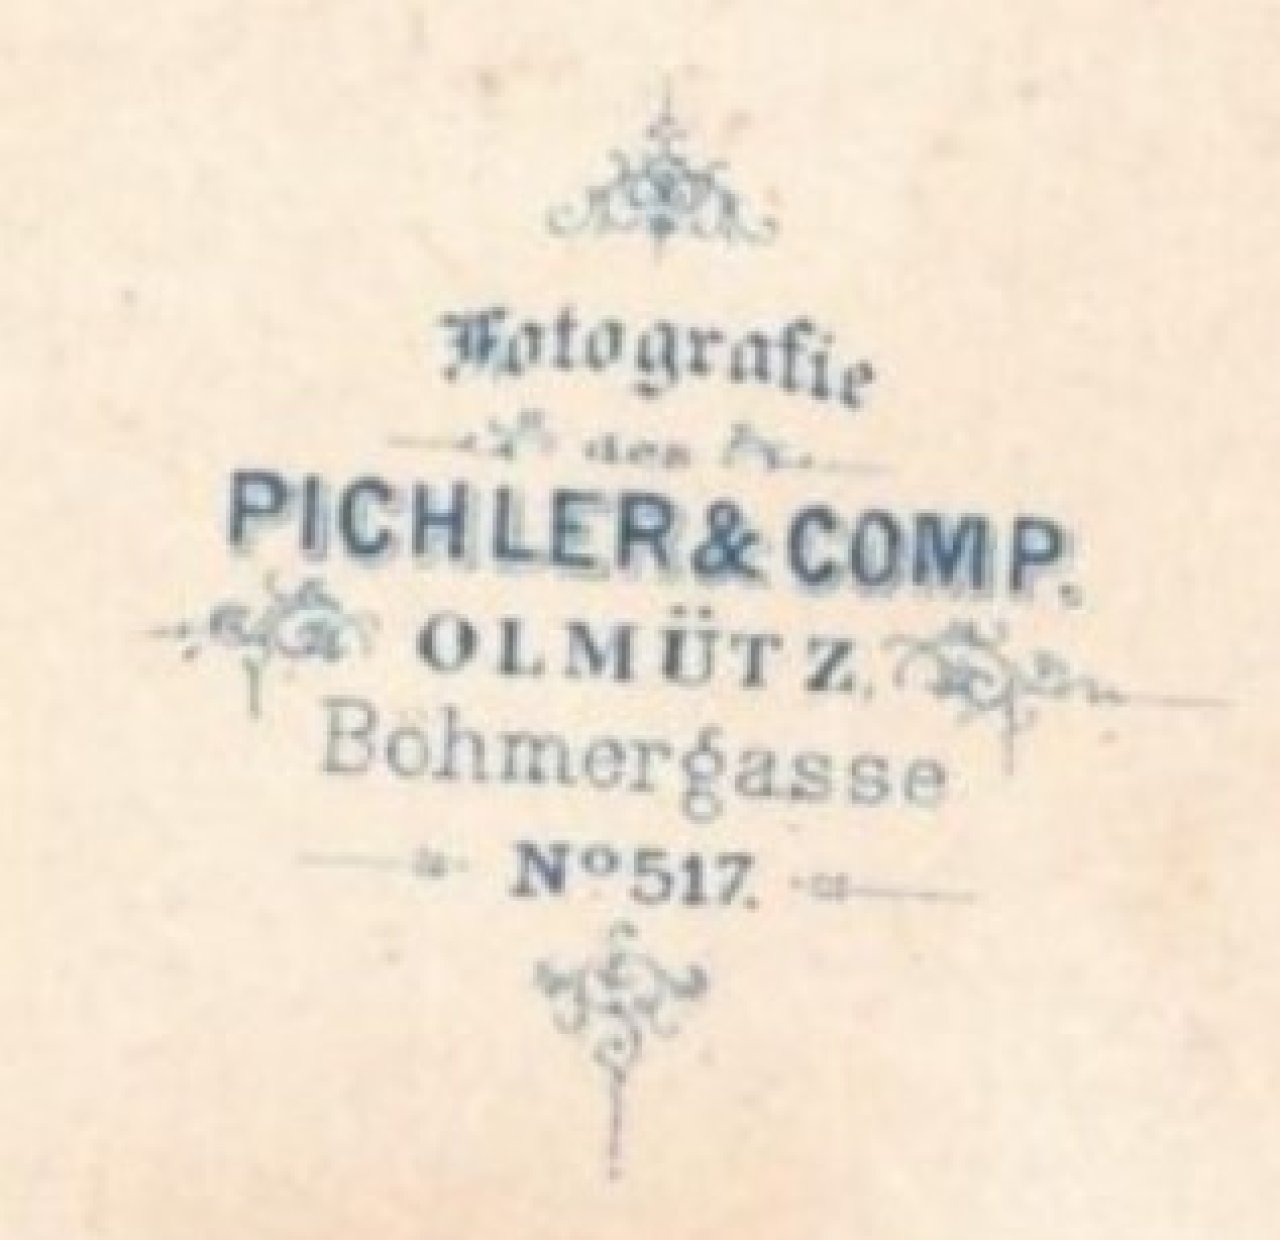 Fotografie
des
PICHLER & COMP.
OLMÜTZ,
Böhmergasse
Nº 517.